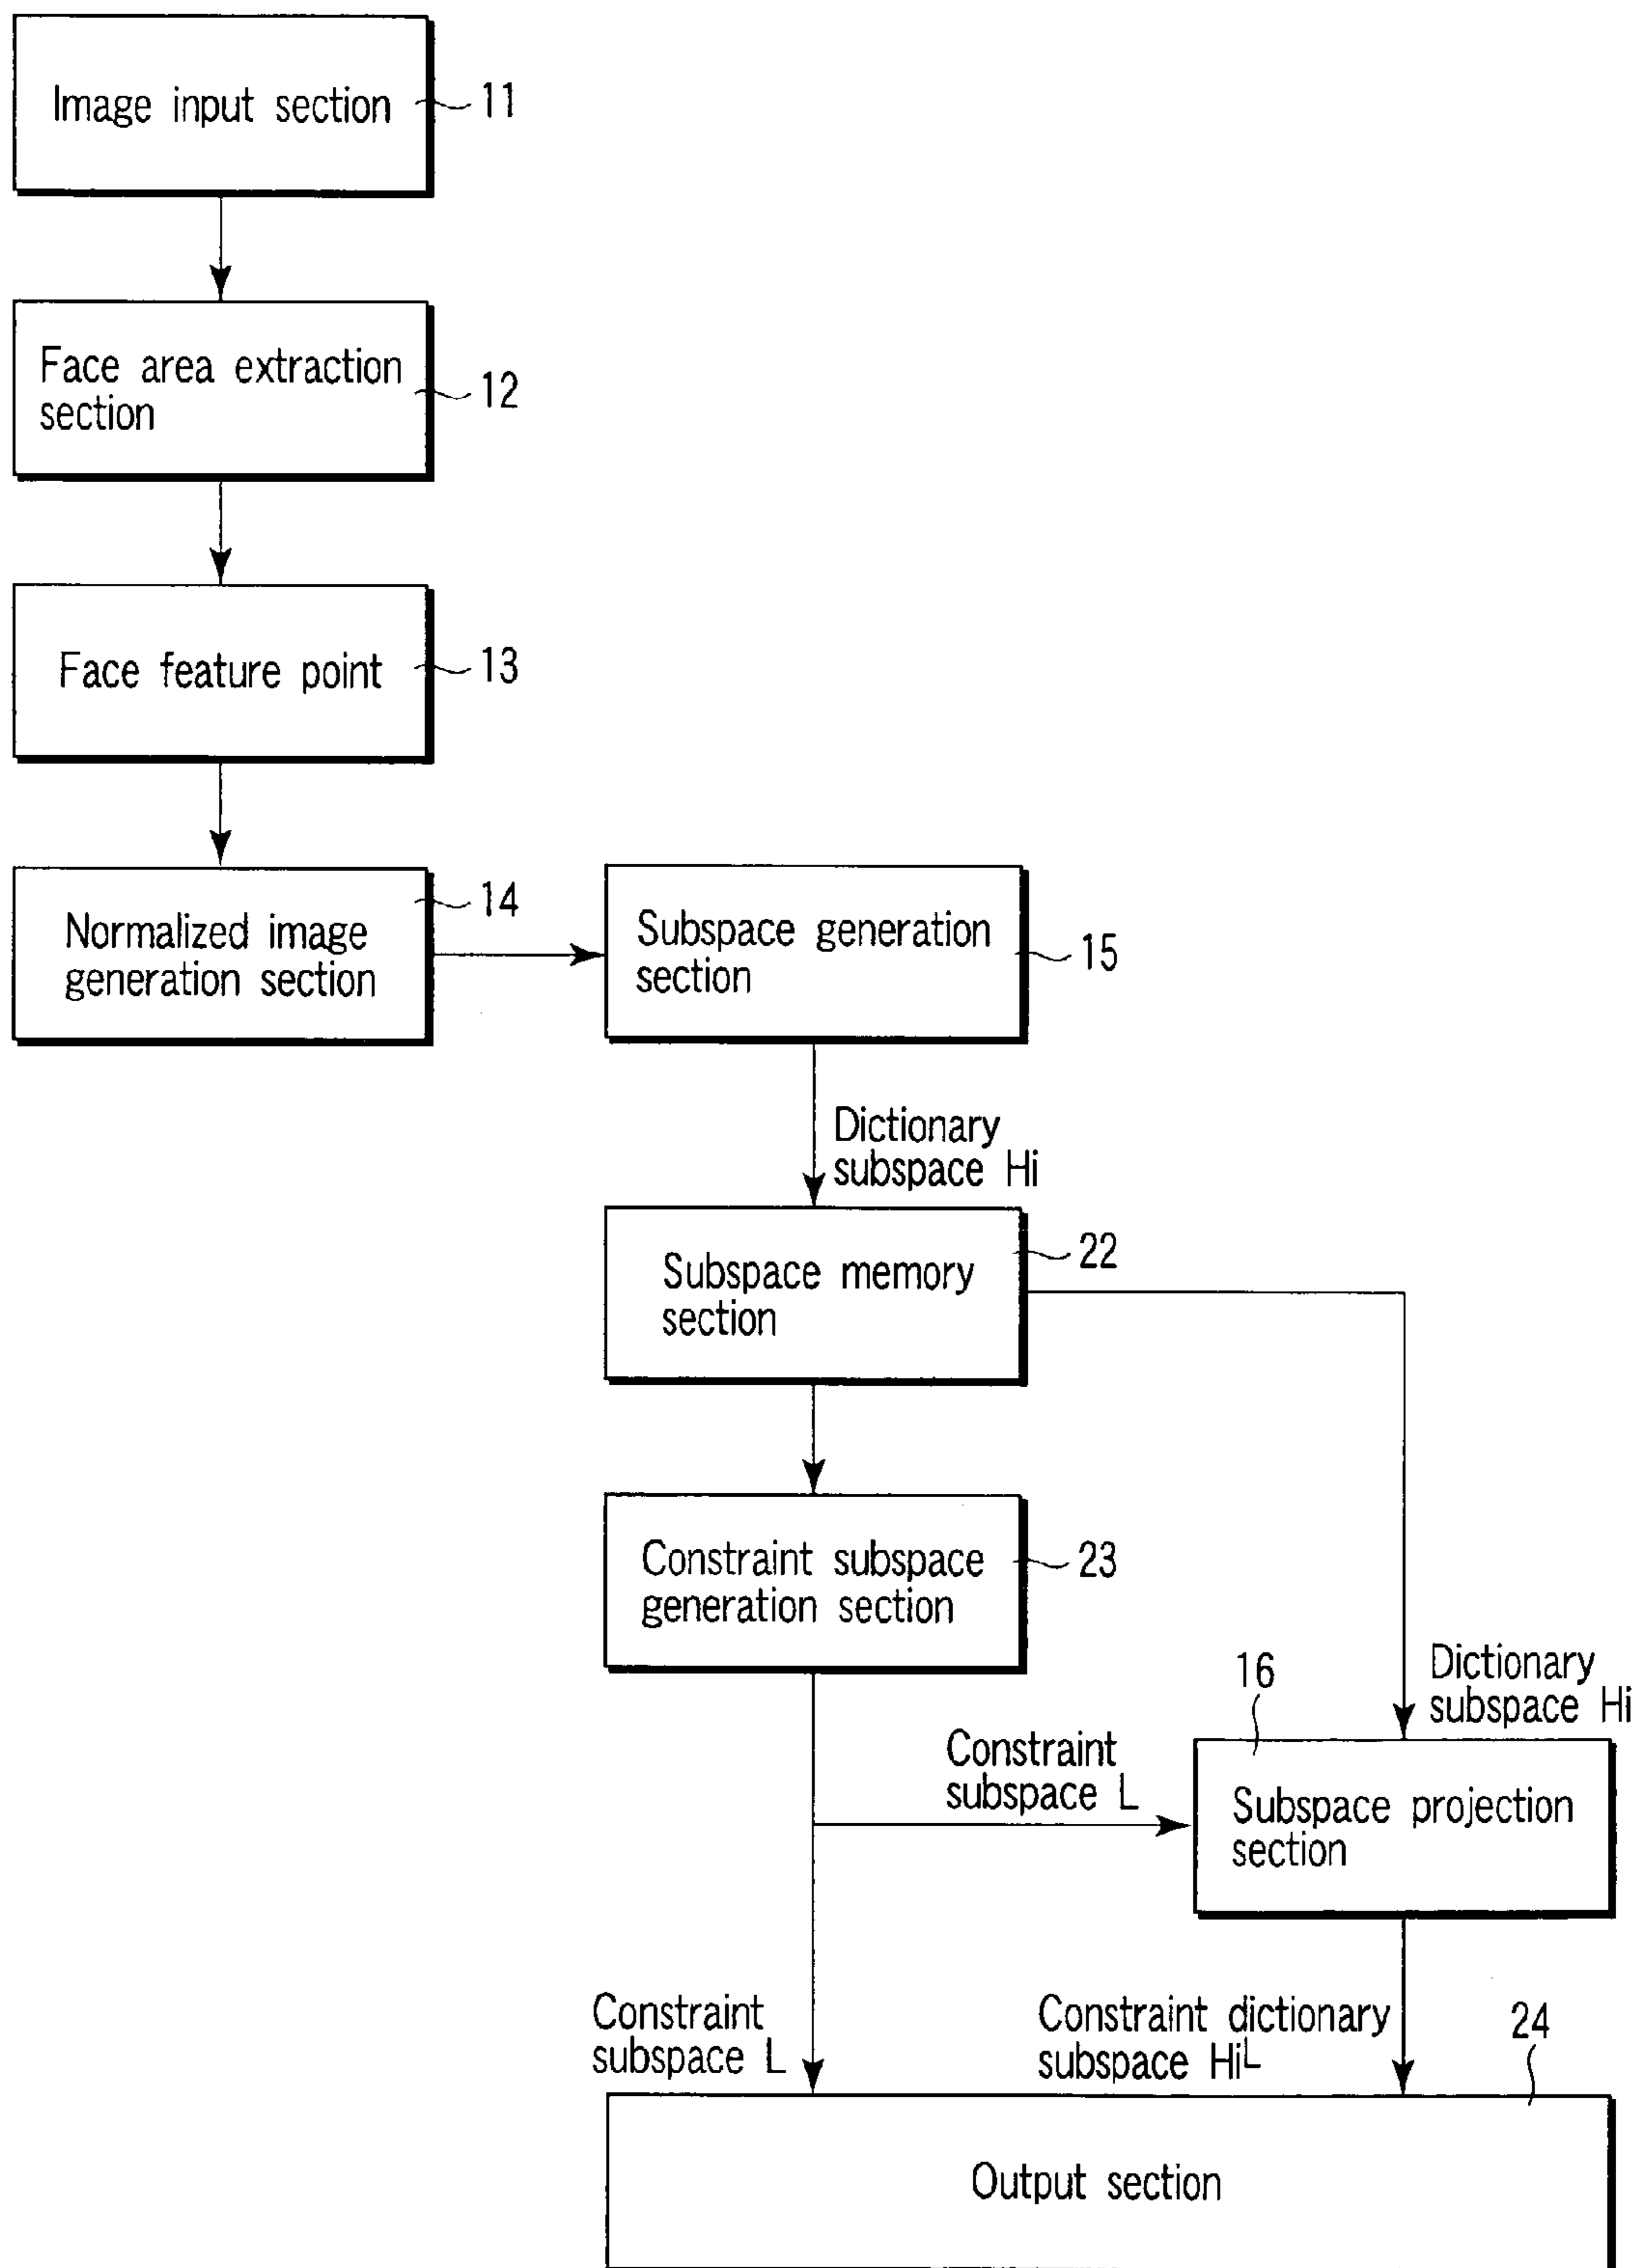 Image input section
11
Face area extraction
section
12
Face feature point
13
Normalized image
generation section
14
Subspace generation
section
15
Dictionary
subspace Hi
Subspace memory
section
22
Constraint subspace
generation section
23
16
Dictionary
subspace Hi
Constraint
subspace L
Subspace projection
section
Constraint
subspace L
Constraint dictionary
subspace Hi^L
24
Output section